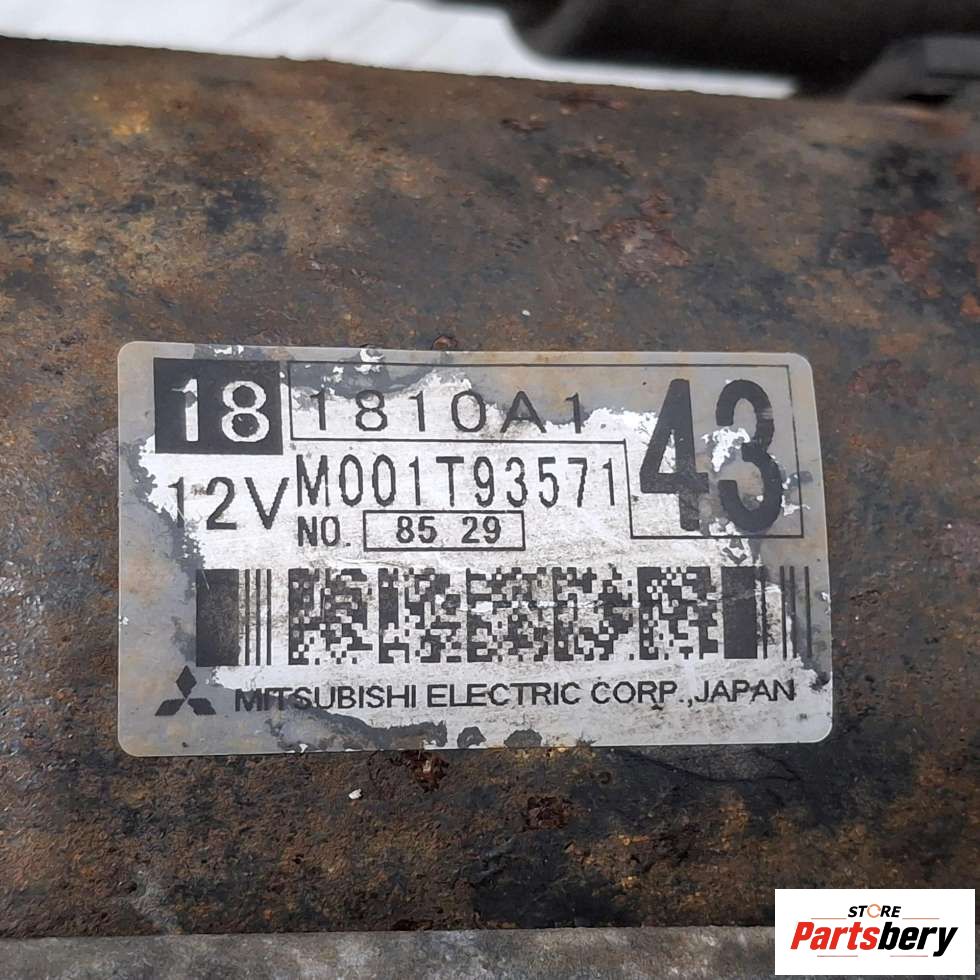 18 1810A1 43
12V M001T93571
NO. 85 29
MITSUBISHI ELECTRIC CORP., JAPAN
STORE
Partsbery